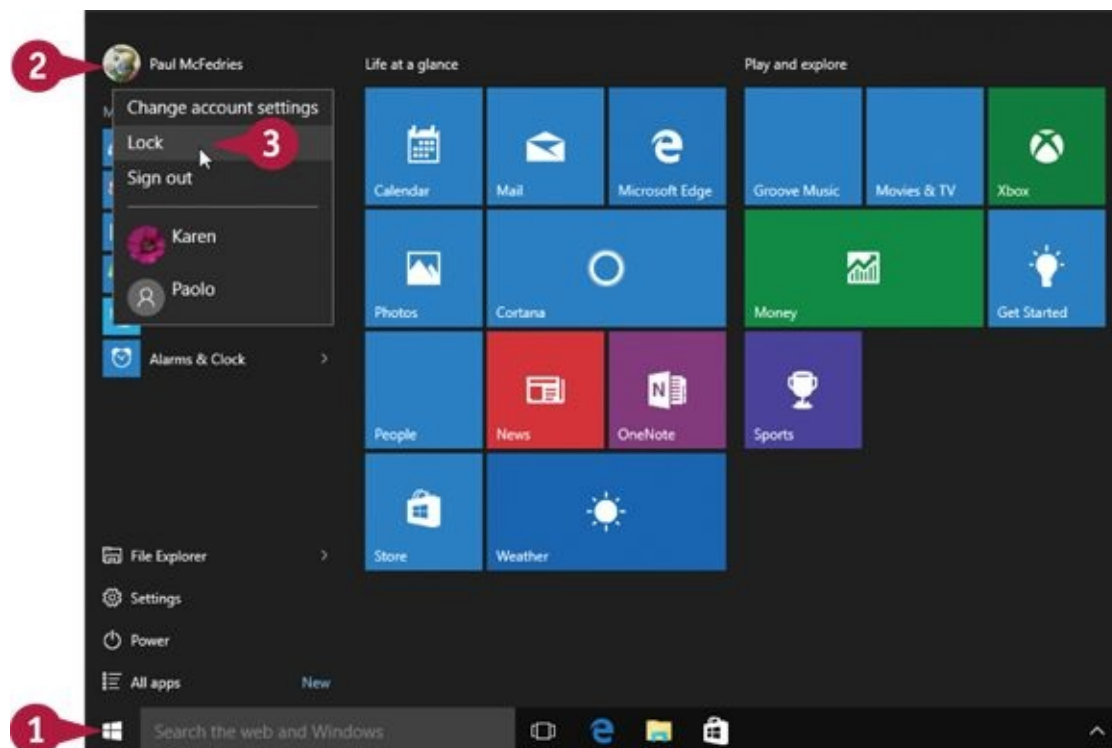 2
Paul McFedries
Life at a glance
Play and explore
M
Change account settings
Lock
3
Sign out
Karen
Paolo
Calendar
Mail
Microsoft Edge
Groove Music
Movies & TV
Xbox
Photos
Cortana
Money
Get Started
Alarms & Clock
People
News
N
OneNote
Sports
Store
Weather
File Explorer
Settings
Power
All apps
New
1
Search the web and Windows